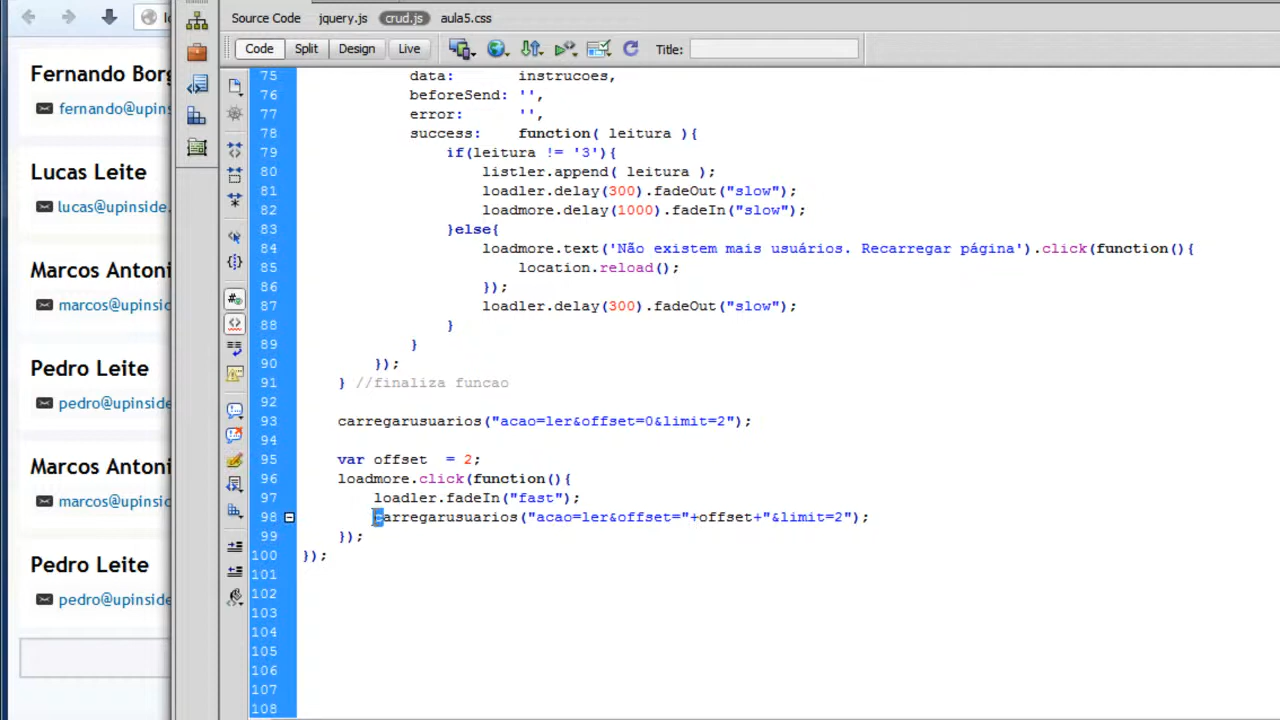 Source Code jquery.js crud.js aula5.css
Code Split Design Live Title:
Fernando Borg
fernando@upins
Lucas Leite
lucas@upinside.
Marcos Antoni
marcos@upinsid
Pedro Leite
pedro@upinside
Marcos Antoni
marcos@upinsid
Pedro Leite
pedro@upinside
75 data: instrucoes,
76 beforeSend: '',
77 error: '',
78 success: function( leitura ){
79 if(leitura != '3'){
80 listler.append( leitura );
81 loadler.delay(300).fadeOut("slow");
82 loadmore.delay(1000).fadeIn("slow");
83 }else{
84 loadmore.text('Não existem mais usuários. Recarregar página').click(function(){
85 location.reload();
86 });
87 loadler.delay(300).fadeOut("slow");
88 }
89 }
90 });
91 } //finaliza funcao
92
93 carregarusuarios("acao=ler&offset=0&limit=2");
94
95 var offset = 2;
96 loadmore.click(function(){
97 loadler.fadeIn("fast");
98 carregarusuarios("acao=ler&offset="+offset+"&limit=2");
99 });
100 });
101
102
103
104
105
106
107
108